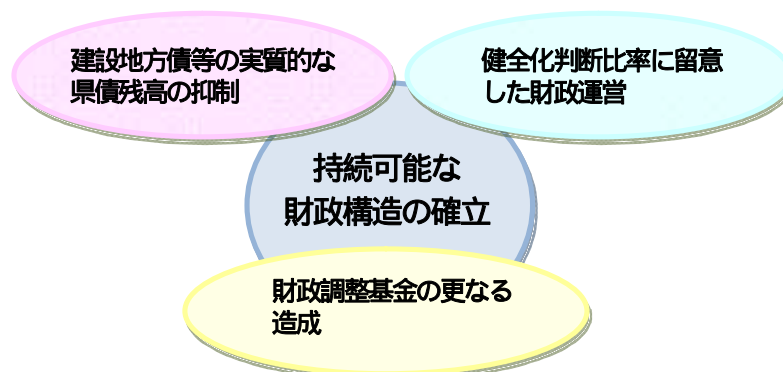 建設地方債等の実質的な
県債残高の抑制
健全化判断比率に留意
した財政運営
持続可能な
財政構造の確立
財政調整基金の更なる
造成